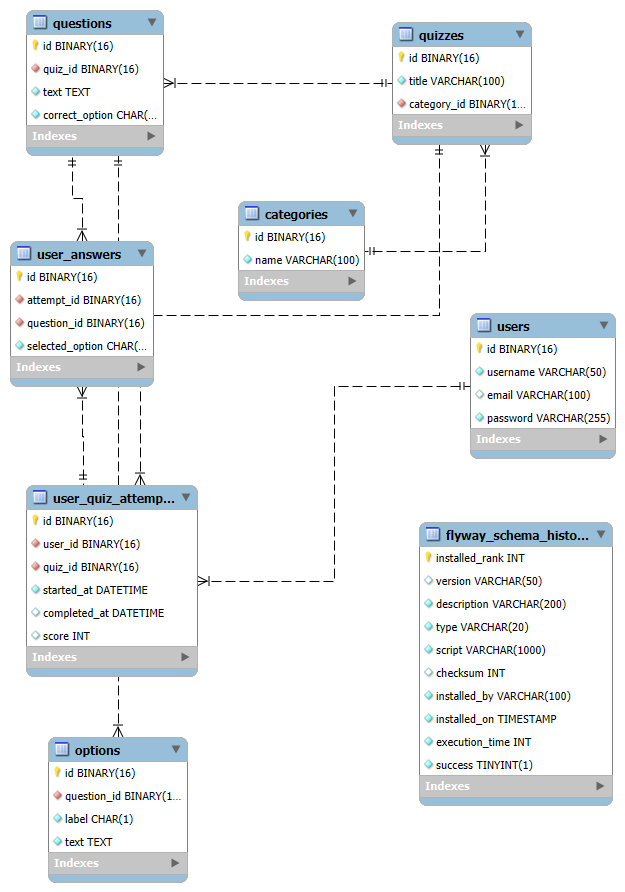 questions
id BINARY(16)
quiz_id BINARY(16)
text TEXT
correct_option CHAR(...
Indexes
quizzes
id BINARY(16)
title VARCHAR(100)
category_id BINARY(1...
Indexes
categories
id BINARY(16)
name VARCHAR(100)
Indexes
user_answers
id BINARY(16)
attempt_id BINARY(16)
question_id BINARY(16)
selected_option CHAR(...
Indexes
users
id BINARY(16)
username VARCHAR(50)
email VARCHAR(100)
password VARCHAR(255)
Indexes
user_quiz_attemp...
id BINARY(16)
user_id BINARY(16)
quiz_id BINARY(16)
started_at DATETIME
completed_at DATETIME
score INT
Indexes
flyway_schema_histo...
installed_rank INT
version VARCHAR(50)
description VARCHAR(200)
type VARCHAR(20)
script VARCHAR(1000)
checksum INT
installed_by VARCHAR(100)
installed_on TIMESTAMP
execution_time INT
success TINYINT(1)
Indexes
options
id BINARY(16)
question_id BINARY(1...
label CHAR(1)
text TEXT
Indexes